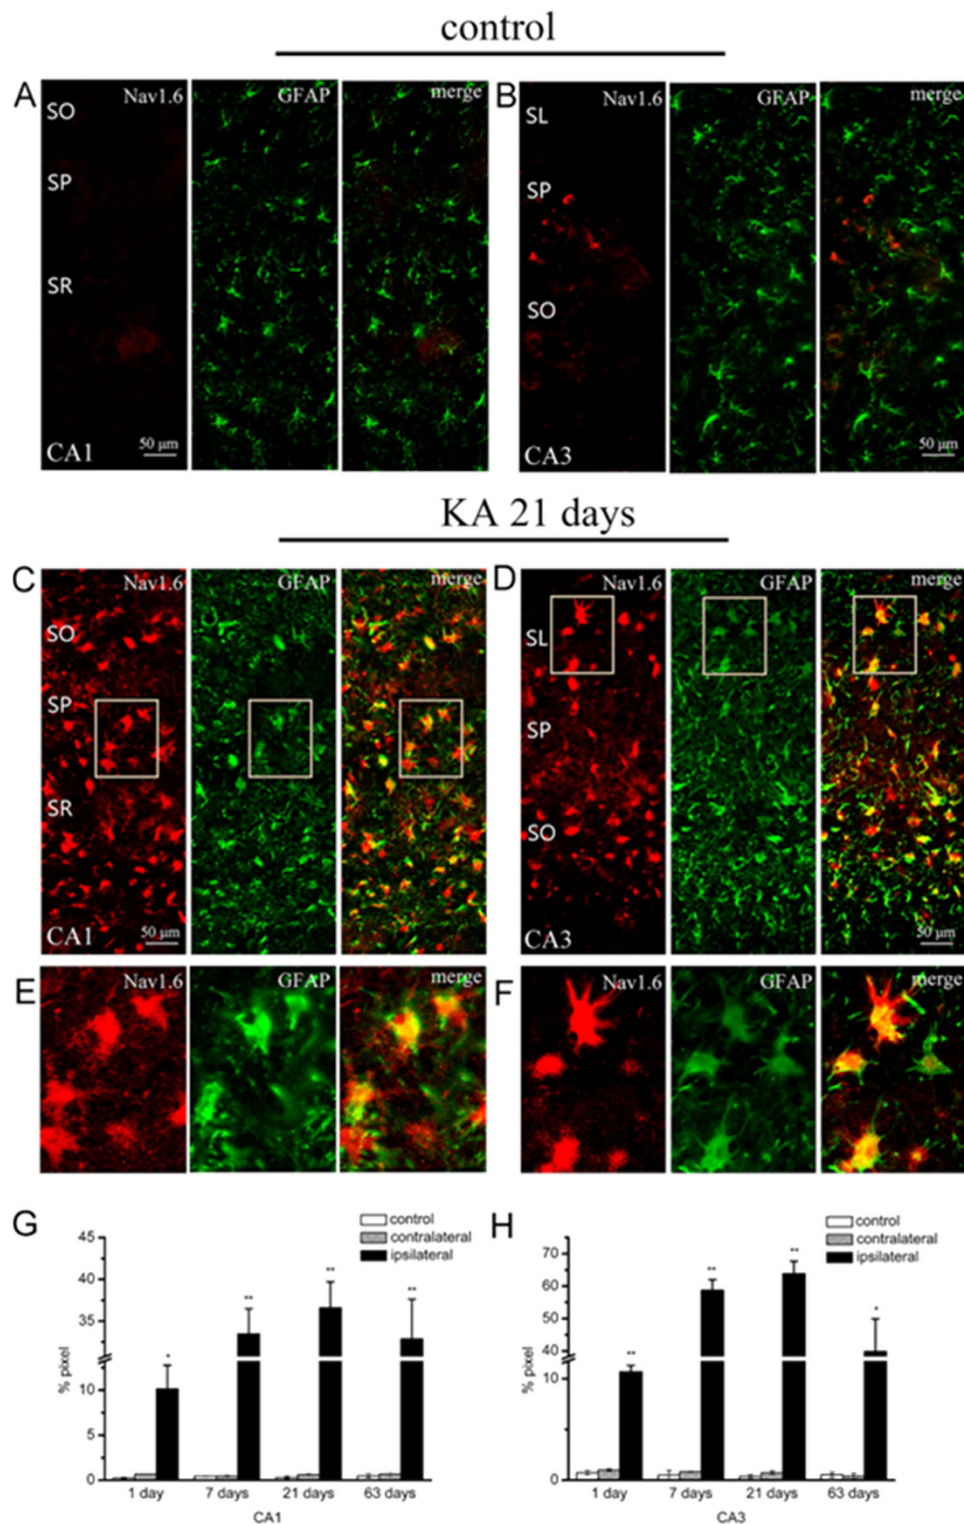 control
A Nav1.6 GFAP merge B Nav1.6 GFAP merge
SO SL
SP SP
SR SO
CA1 50 μm CA3 50 μm
KA 21 days
C Nav1.6 GFAP merge D Nav1.6 GFAP merge
SO SL
SP SP
SR SO
CA1 50 μm CA3 50 μm
E Nav1.6 GFAP merge F Nav1.6 GFAP merge
G
control
contralateral
ipsilateral
% pixel
45
40
35
10
5
0
* ** ** **
1 day 7 days 21 days 63 days
CA1
H
control
contralateral
ipsilateral
% pixel
70
60
50
40
10
0
** ** ** *
1 day 7 days 21 days 63 days
CA3